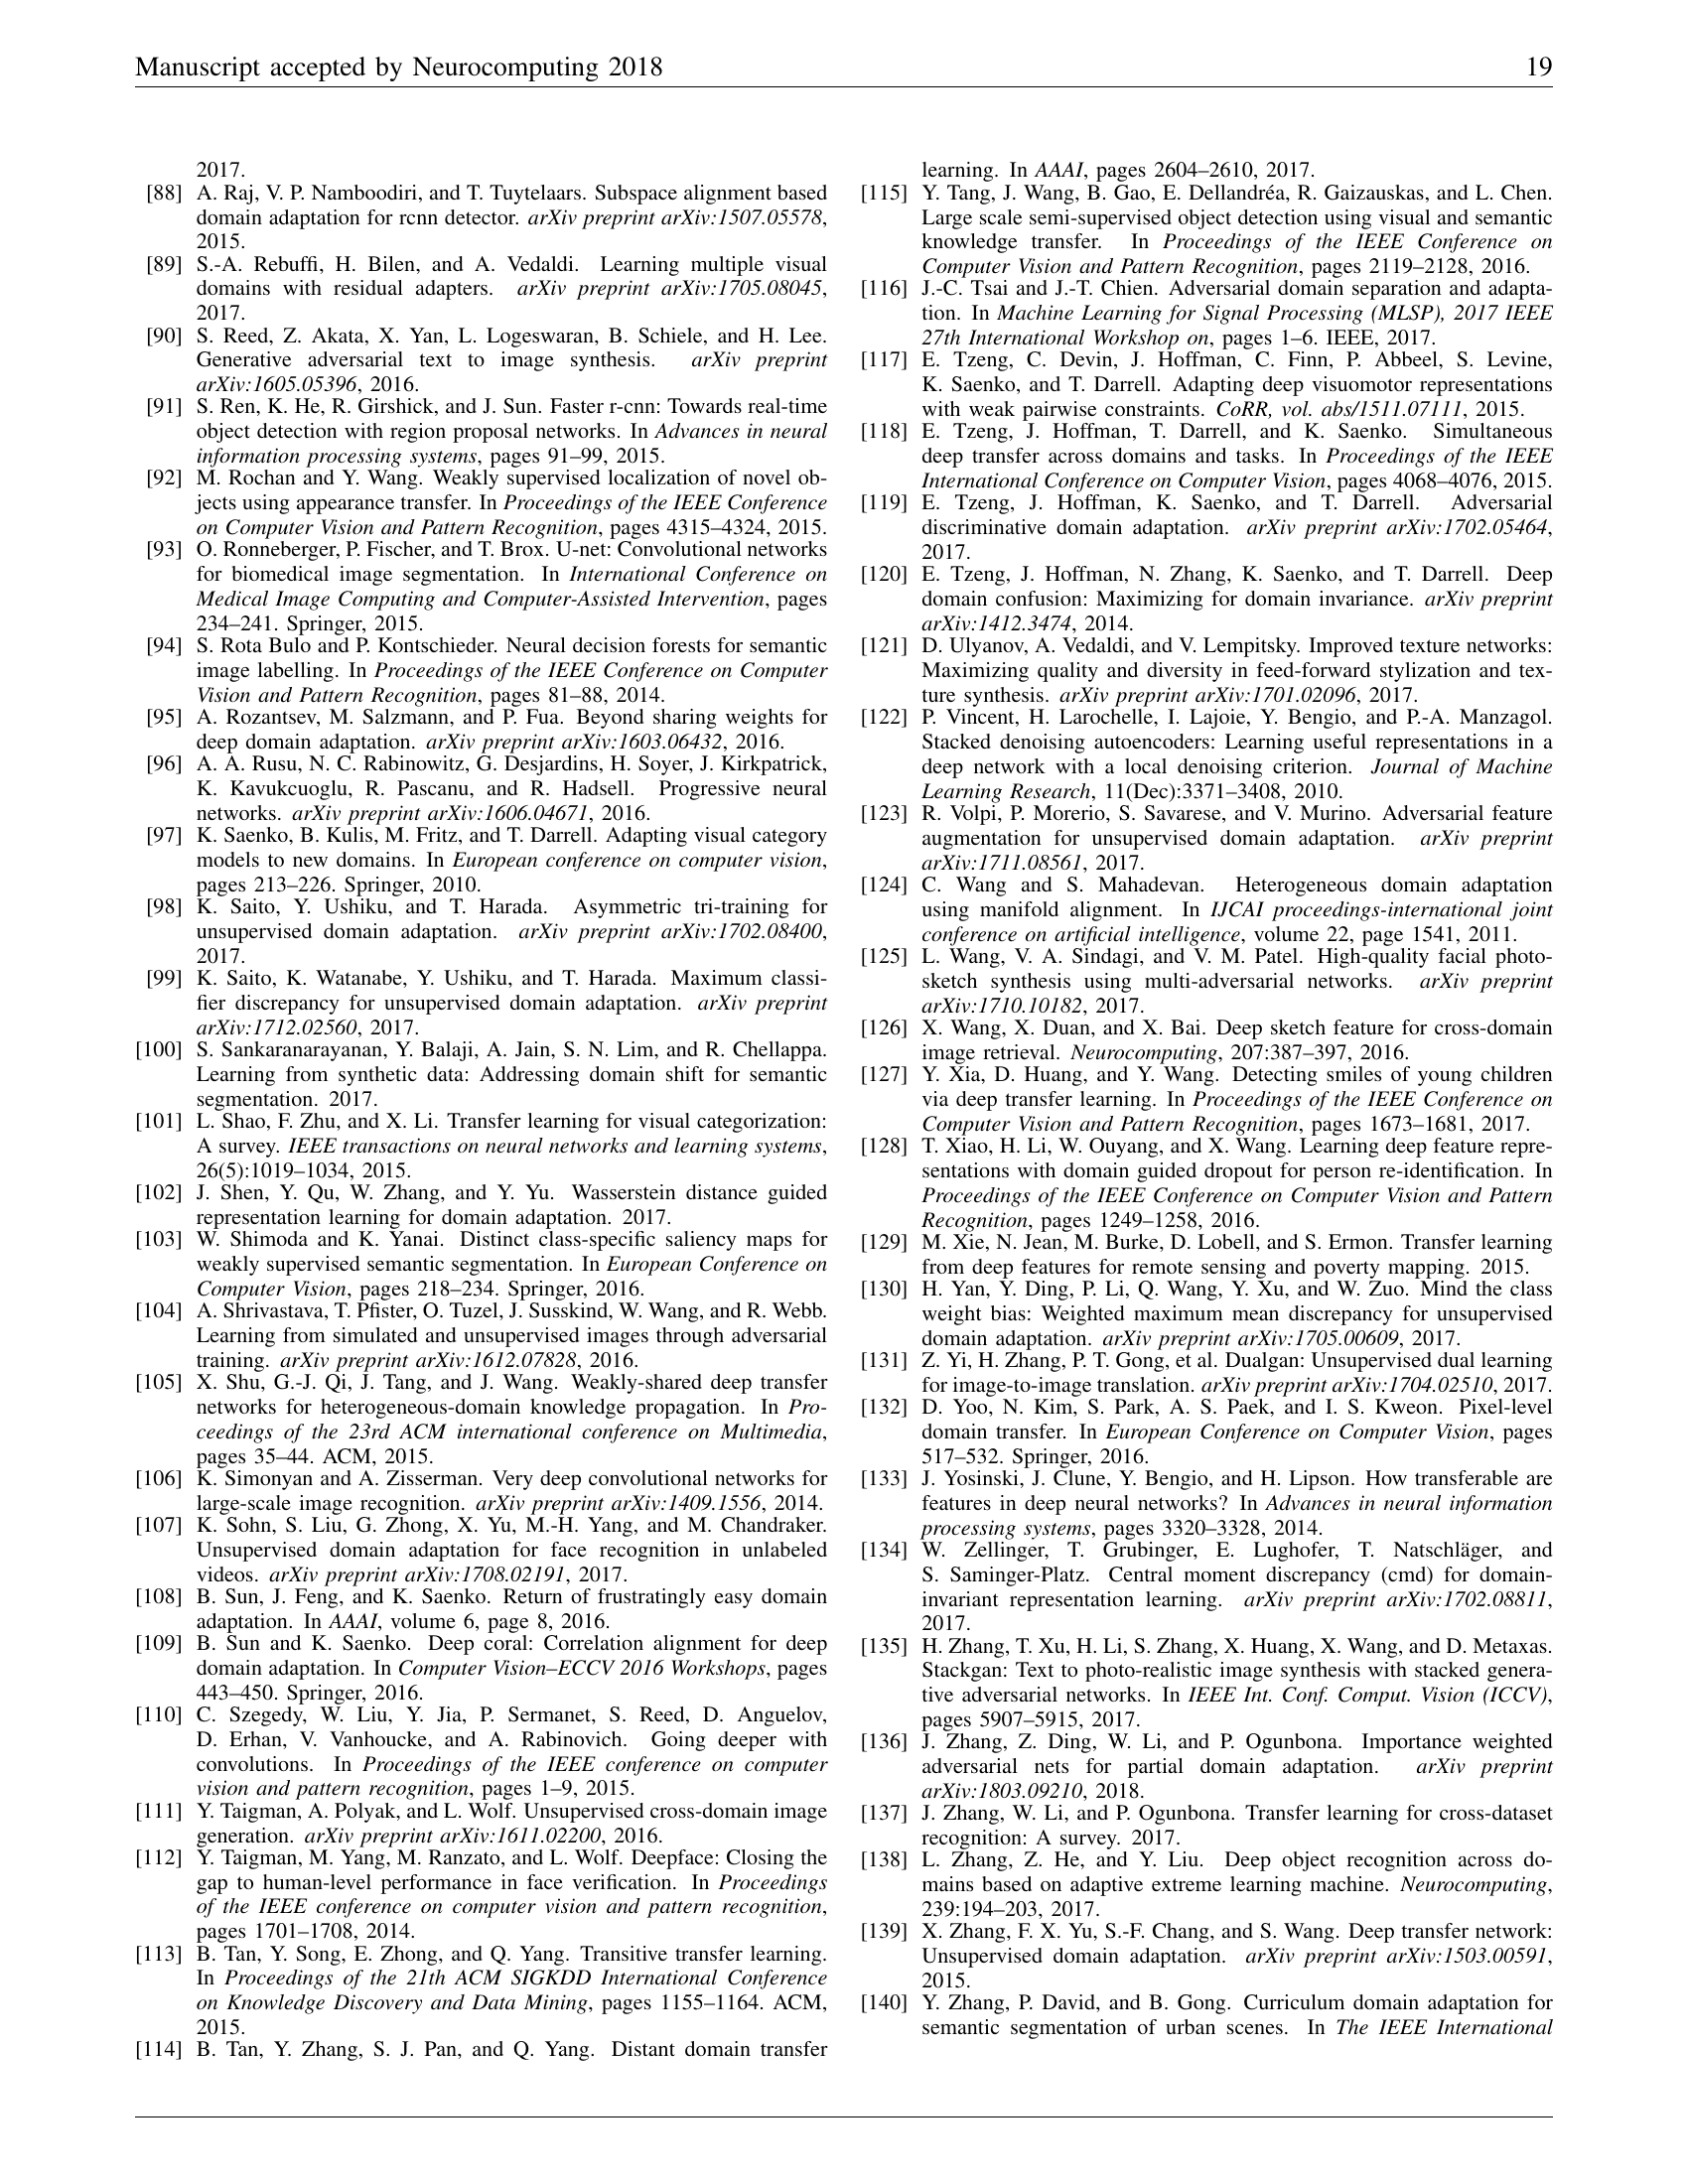 Manuscript accepted by Neurocomputing 2018
19
2017.
[88] A. Raj, V. P. Namboodiri, and T. Tuytelaars. Subspace alignment based
domain adaptation for rcnn detector. arXiv preprint arXiv:1507.05578,
2015.
[89] S.-A. Rebuffi, H. Bilen, and A. Vedaldi. Learning multiple visual
domains with residual adapters. arXiv preprint arXiv:1705.08045,
2017.
[90] S. Reed, Z. Akata, X. Yan, L. Logeswaran, B. Schiele, and H. Lee.
Generative adversarial text to image synthesis. arXiv preprint
arXiv:1605.05396, 2016.
[91] S. Ren, K. He, R. Girshick, and J. Sun. Faster r-cnn: Towards real-time
object detection with region proposal networks. In Advances in neural
information processing systems, pages 91–99, 2015.
[92] M. Rochan and Y. Wang. Weakly supervised localization of novel ob-
jects using appearance transfer. In Proceedings of the IEEE Conference
on Computer Vision and Pattern Recognition, pages 4315–4324, 2015.
[93] O. Ronneberger, P. Fischer, and T. Brox. U-net: Convolutional networks
for biomedical image segmentation. In International Conference on
Medical Image Computing and Computer-Assisted Intervention, pages
234–241. Springer, 2015.
[94] S. Rota Bulo and P. Kontschieder. Neural decision forests for semantic
image labelling. In Proceedings of the IEEE Conference on Computer
Vision and Pattern Recognition, pages 81–88, 2014.
[95] A. Rozantsev, M. Salzmann, and P. Fua. Beyond sharing weights for
deep domain adaptation. arXiv preprint arXiv:1603.06432, 2016.
[96] A. A. Rusu, N. C. Rabinowitz, G. Desjardins, H. Soyer, J. Kirkpatrick,
K. Kavukcuoglu, R. Pascanu, and R. Hadsell. Progressive neural
networks. arXiv preprint arXiv:1606.04671, 2016.
[97] K. Saenko, B. Kulis, M. Fritz, and T. Darrell. Adapting visual category
models to new domains. In European conference on computer vision,
pages 213–226. Springer, 2010.
[98] K. Saito, Y. Ushiku, and T. Harada. Asymmetric tri-training for
unsupervised domain adaptation. arXiv preprint arXiv:1702.08400,
2017.
[99] K. Saito, K. Watanabe, Y. Ushiku, and T. Harada. Maximum classi-
fier discrepancy for unsupervised domain adaptation. arXiv preprint
arXiv:1712.02560, 2017.
[100] S. Sankaranarayanan, Y. Balaji, A. Jain, S. N. Lim, and R. Chellappa.
Learning from synthetic data: Addressing domain shift for semantic
segmentation. 2017.
[101] L. Shao, F. Zhu, and X. Li. Transfer learning for visual categorization:
A survey. IEEE transactions on neural networks and learning systems,
26(5):1019–1034, 2015.
[102] J. Shen, Y. Qu, W. Zhang, and Y. Yu. Wasserstein distance guided
representation learning for domain adaptation. 2017.
[103] W. Shimoda and K. Yanai. Distinct class-specific saliency maps for
weakly supervised semantic segmentation. In European Conference on
Computer Vision, pages 218–234. Springer, 2016.
[104] A. Shrivastava, T. Pfister, O. Tuzel, J. Susskind, W. Wang, and R. Webb.
Learning from simulated and unsupervised images through adversarial
training. arXiv preprint arXiv:1612.07828, 2016.
[105] X. Shu, G.-J. Qi, J. Tang, and J. Wang. Weakly-shared deep transfer
networks for heterogeneous-domain knowledge propagation. In Pro-
ceedings of the 23rd ACM international conference on Multimedia,
pages 35–44. ACM, 2015.
[106] K. Simonyan and A. Zisserman. Very deep convolutional networks for
large-scale image recognition. arXiv preprint arXiv:1409.1556, 2014.
[107] K. Sohn, S. Liu, G. Zhong, X. Yu, M.-H. Yang, and M. Chandraker.
Unsupervised domain adaptation for face recognition in unlabeled
videos. arXiv preprint arXiv:1708.02191, 2017.
[108] B. Sun, J. Feng, and K. Saenko. Return of frustratingly easy domain
adaptation. In AAAI, volume 6, page 8, 2016.
[109] B. Sun and K. Saenko. Deep coral: Correlation alignment for deep
domain adaptation. In Computer Vision–ECCV 2016 Workshops, pages
443–450. Springer, 2016.
[110] C. Szegedy, W. Liu, Y. Jia, P. Sermanet, S. Reed, D. Anguelov,
D. Erhan, V. Vanhoucke, and A. Rabinovich. Going deeper with
convolutions. In Proceedings of the IEEE conference on computer
vision and pattern recognition, pages 1–9, 2015.
[111] Y. Taigman, A. Polyak, and L. Wolf. Unsupervised cross-domain image
generation. arXiv preprint arXiv:1611.02200, 2016.
[112] Y. Taigman, M. Yang, M. Ranzato, and L. Wolf. Deepface: Closing the
gap to human-level performance in face verification. In Proceedings
of the IEEE conference on computer vision and pattern recognition,
pages 1701–1708, 2014.
[113] B. Tan, Y. Song, E. Zhong, and Q. Yang. Transitive transfer learning.
In Proceedings of the 21th ACM SIGKDD International Conference
on Knowledge Discovery and Data Mining, pages 1155–1164. ACM,
2015.
[114] B. Tan, Y. Zhang, S. J. Pan, and Q. Yang. Distant domain transfer
learning. In AAAI, pages 2604–2610, 2017.
[115] Y. Tang, J. Wang, B. Gao, E. Dellandréa, R. Gaizauskas, and L. Chen.
Large scale semi-supervised object detection using visual and semantic
knowledge transfer. In Proceedings of the IEEE Conference on
Computer Vision and Pattern Recognition, pages 2119–2128, 2016.
[116] J.-C. Tsai and J.-T. Chien. Adversarial domain separation and adapta-
tion. In Machine Learning for Signal Processing (MLSP), 2017 IEEE
27th International Workshop on, pages 1–6. IEEE, 2017.
[117] E. Tzeng, C. Devin, J. Hoffman, C. Finn, P. Abbeel, S. Levine,
K. Saenko, and T. Darrell. Adapting deep visuomotor representations
with weak pairwise constraints. CoRR, vol. abs/1511.07111, 2015.
[118] E. Tzeng, J. Hoffman, T. Darrell, and K. Saenko. Simultaneous
deep transfer across domains and tasks. In Proceedings of the IEEE
International Conference on Computer Vision, pages 4068–4076, 2015.
[119] E. Tzeng, J. Hoffman, K. Saenko, and T. Darrell. Adversarial
discriminative domain adaptation. arXiv preprint arXiv:1702.05464,
2017.
[120] E. Tzeng, J. Hoffman, N. Zhang, K. Saenko, and T. Darrell. Deep
domain confusion: Maximizing for domain invariance. arXiv preprint
arXiv:1412.3474, 2014.
[121] D. Ulyanov, A. Vedaldi, and V. Lempitsky. Improved texture networks:
Maximizing quality and diversity in feed-forward stylization and tex-
ture synthesis. arXiv preprint arXiv:1701.02096, 2017.
[122] P. Vincent, H. Larochelle, I. Lajoie, Y. Bengio, and P.-A. Manzagol.
Stacked denoising autoencoders: Learning useful representations in a
deep network with a local denoising criterion. Journal of Machine
Learning Research, 11(Dec):3371–3408, 2010.
[123] R. Volpi, P. Morerio, S. Savarese, and V. Murino. Adversarial feature
augmentation for unsupervised domain adaptation. arXiv preprint
arXiv:1711.08561, 2017.
[124] C. Wang and S. Mahadevan. Heterogeneous domain adaptation
using manifold alignment. In IJCAI proceedings-international joint
conference on artificial intelligence, volume 22, page 1541, 2011.
[125] L. Wang, V. A. Sindagi, and V. M. Patel. High-quality facial photo-
sketch synthesis using multi-adversarial networks. arXiv preprint
arXiv:1710.10182, 2017.
[126] X. Wang, X. Duan, and X. Bai. Deep sketch feature for cross-domain
image retrieval. Neurocomputing, 207:387–397, 2016.
[127] Y. Xia, D. Huang, and Y. Wang. Detecting smiles of young children
via deep transfer learning. In Proceedings of the IEEE Conference on
Computer Vision and Pattern Recognition, pages 1673–1681, 2017.
[128] T. Xiao, H. Li, W. Ouyang, and X. Wang. Learning deep feature repre-
sentations with domain guided dropout for person re-identification. In
Proceedings of the IEEE Conference on Computer Vision and Pattern
Recognition, pages 1249–1258, 2016.
[129] M. Xie, N. Jean, M. Burke, D. Lobell, and S. Ermon. Transfer learning
from deep features for remote sensing and poverty mapping. 2015.
[130] H. Yan, Y. Ding, P. Li, Q. Wang, Y. Xu, and W. Zuo. Mind the class
weight bias: Weighted maximum mean discrepancy for unsupervised
domain adaptation. arXiv preprint arXiv:1705.00609, 2017.
[131] Z. Yi, H. Zhang, P. T. Gong, et al. Dualgan: Unsupervised dual learning
for image-to-image translation. arXiv preprint arXiv:1704.02510, 2017.
[132] D. Yoo, N. Kim, S. Park, A. S. Paek, and I. S. Kweon. Pixel-level
domain transfer. In European Conference on Computer Vision, pages
517–532. Springer, 2016.
[133] J. Yosinski, J. Clune, Y. Bengio, and H. Lipson. How transferable are
features in deep neural networks? In Advances in neural information
processing systems, pages 3320–3328, 2014.
[134] W. Zellinger, T. Grubinger, E. Lughofer, T. Natschläger, and
S. Saminger-Platz. Central moment discrepancy (cmd) for domain-
invariant representation learning. arXiv preprint arXiv:1702.08811,
2017.
[135] H. Zhang, T. Xu, H. Li, S. Zhang, X. Huang, X. Wang, and D. Metaxas.
Stackgan: Text to photo-realistic image synthesis with stacked genera-
tive adversarial networks. In IEEE Int. Conf. Comput. Vision (ICCV),
pages 5907–5915, 2017.
[136] J. Zhang, Z. Ding, W. Li, and P. Ogunbona. Importance weighted
adversarial nets for partial domain adaptation. arXiv preprint
arXiv:1803.09210, 2018.
[137] J. Zhang, W. Li, and P. Ogunbona. Transfer learning for cross-dataset
recognition: A survey. 2017.
[138] L. Zhang, Z. He, and Y. Liu. Deep object recognition across do-
mains based on adaptive extreme learning machine. Neurocomputing,
239:194–203, 2017.
[139] X. Zhang, F. X. Yu, S.-F. Chang, and S. Wang. Deep transfer network:
Unsupervised domain adaptation. arXiv preprint arXiv:1503.00591,
2015.
[140] Y. Zhang, P. David, and B. Gong. Curriculum domain adaptation for
semantic segmentation of urban scenes. In The IEEE International